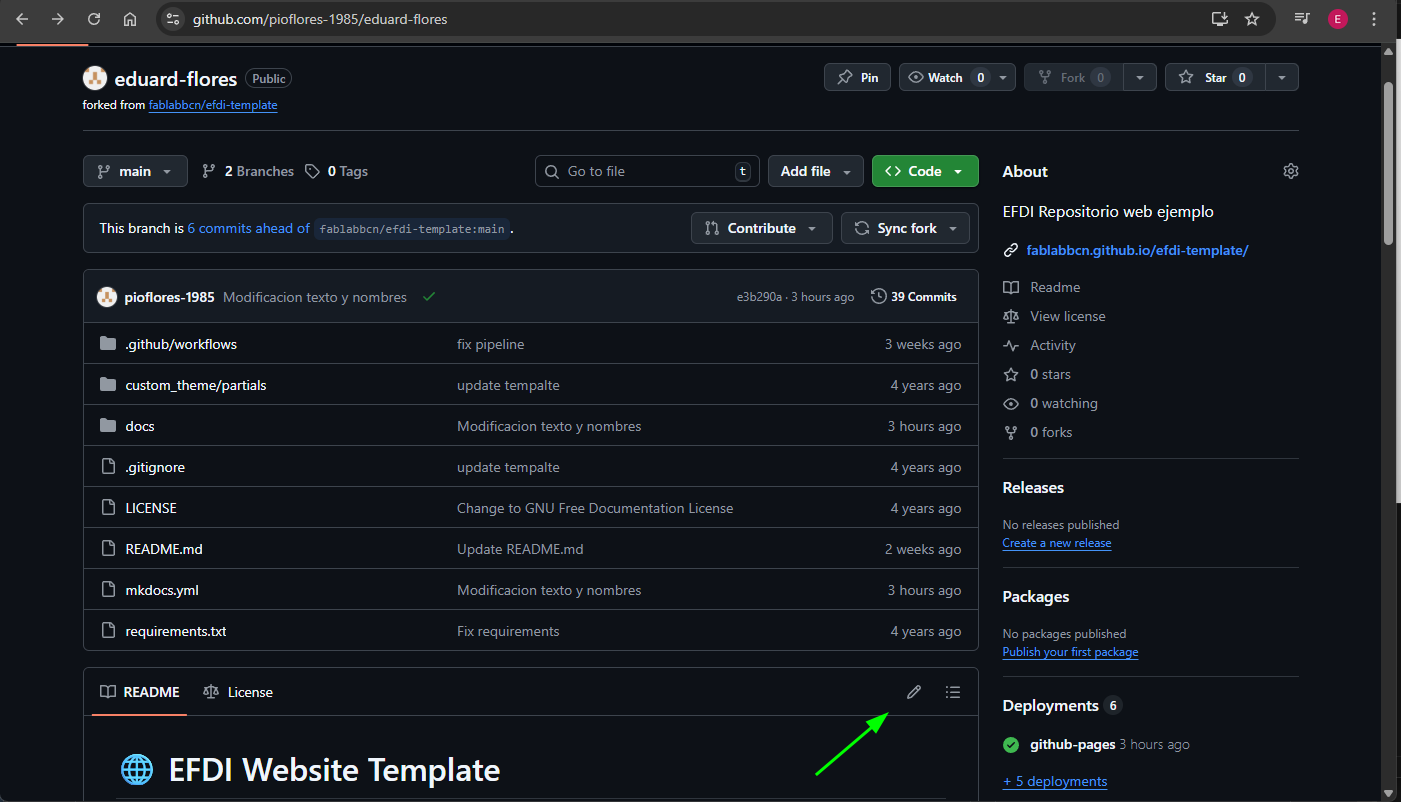 github.com/pioflores-1985/eduard-flores
E
eduard-flores Public
Pin
Watch 0
Fork 0
Star 0
forked from fablabbcn/efdi-template
main
2 Branches
0 Tags
Go to file t
Add file
Code
This branch is 6 commits ahead of fablabbcn/efdi-template:main .
Contribute
Sync fork
pioflores-1985 Modificacion texto y nombres e3b290a · 3 hours ago 39 Commits
.github/workflows fix pipeline 3 weeks ago
custom_theme/partials update tempalte 4 years ago
docs Modificacion texto y nombres 3 hours ago
.gitignore update tempalte 4 years ago
LICENSE Change to GNU Free Documentation License 4 years ago
README.md Update README.md 2 weeks ago
mkdocs.yml Modificacion texto y nombres 3 hours ago
requirements.txt Fix requirements 4 years ago
README License
EFDI Website Template
About
EFDI Repositorio web ejemplo
fablabbcn.github.io/efdi-template/
Readme
View license
Activity
0 stars
0 watching
0 forks
Releases
No releases published
Create a new release
Packages
No packages published
Publish your first package
Deployments 6
github-pages 3 hours ago
+ 5 deployments